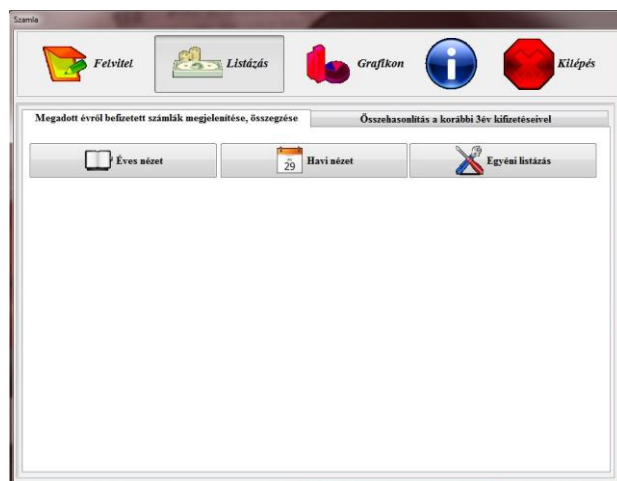 Szamla
Felvitel
Listázás
Grafikon
Kilépés
Megadott évről befizetett számlák megjelenítése, összegzése
Összehasonlítás a korábbi 3év kifizetéseivel
Éves nézet
29
Havi nézet
Egyéni listázás